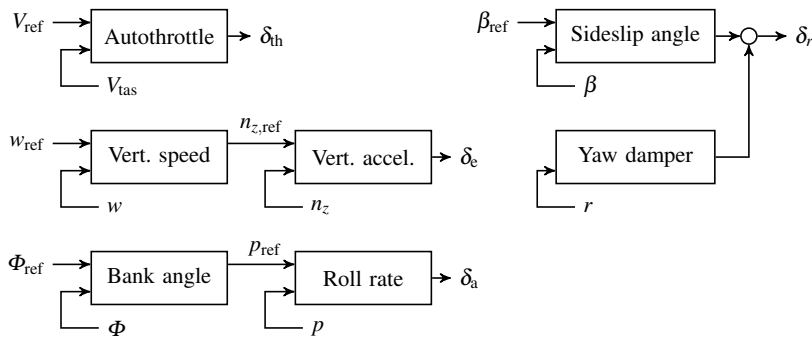 V_ref Autothrottle δ_th
V_tas
w_ref Vert. speed n_z,ref Vert. accel. δ_e
w n_z
Φ_ref Bank angle p_ref Roll rate δ_a
Φ p
β_ref Sideslip angle δ_r
β
Yaw damper
r